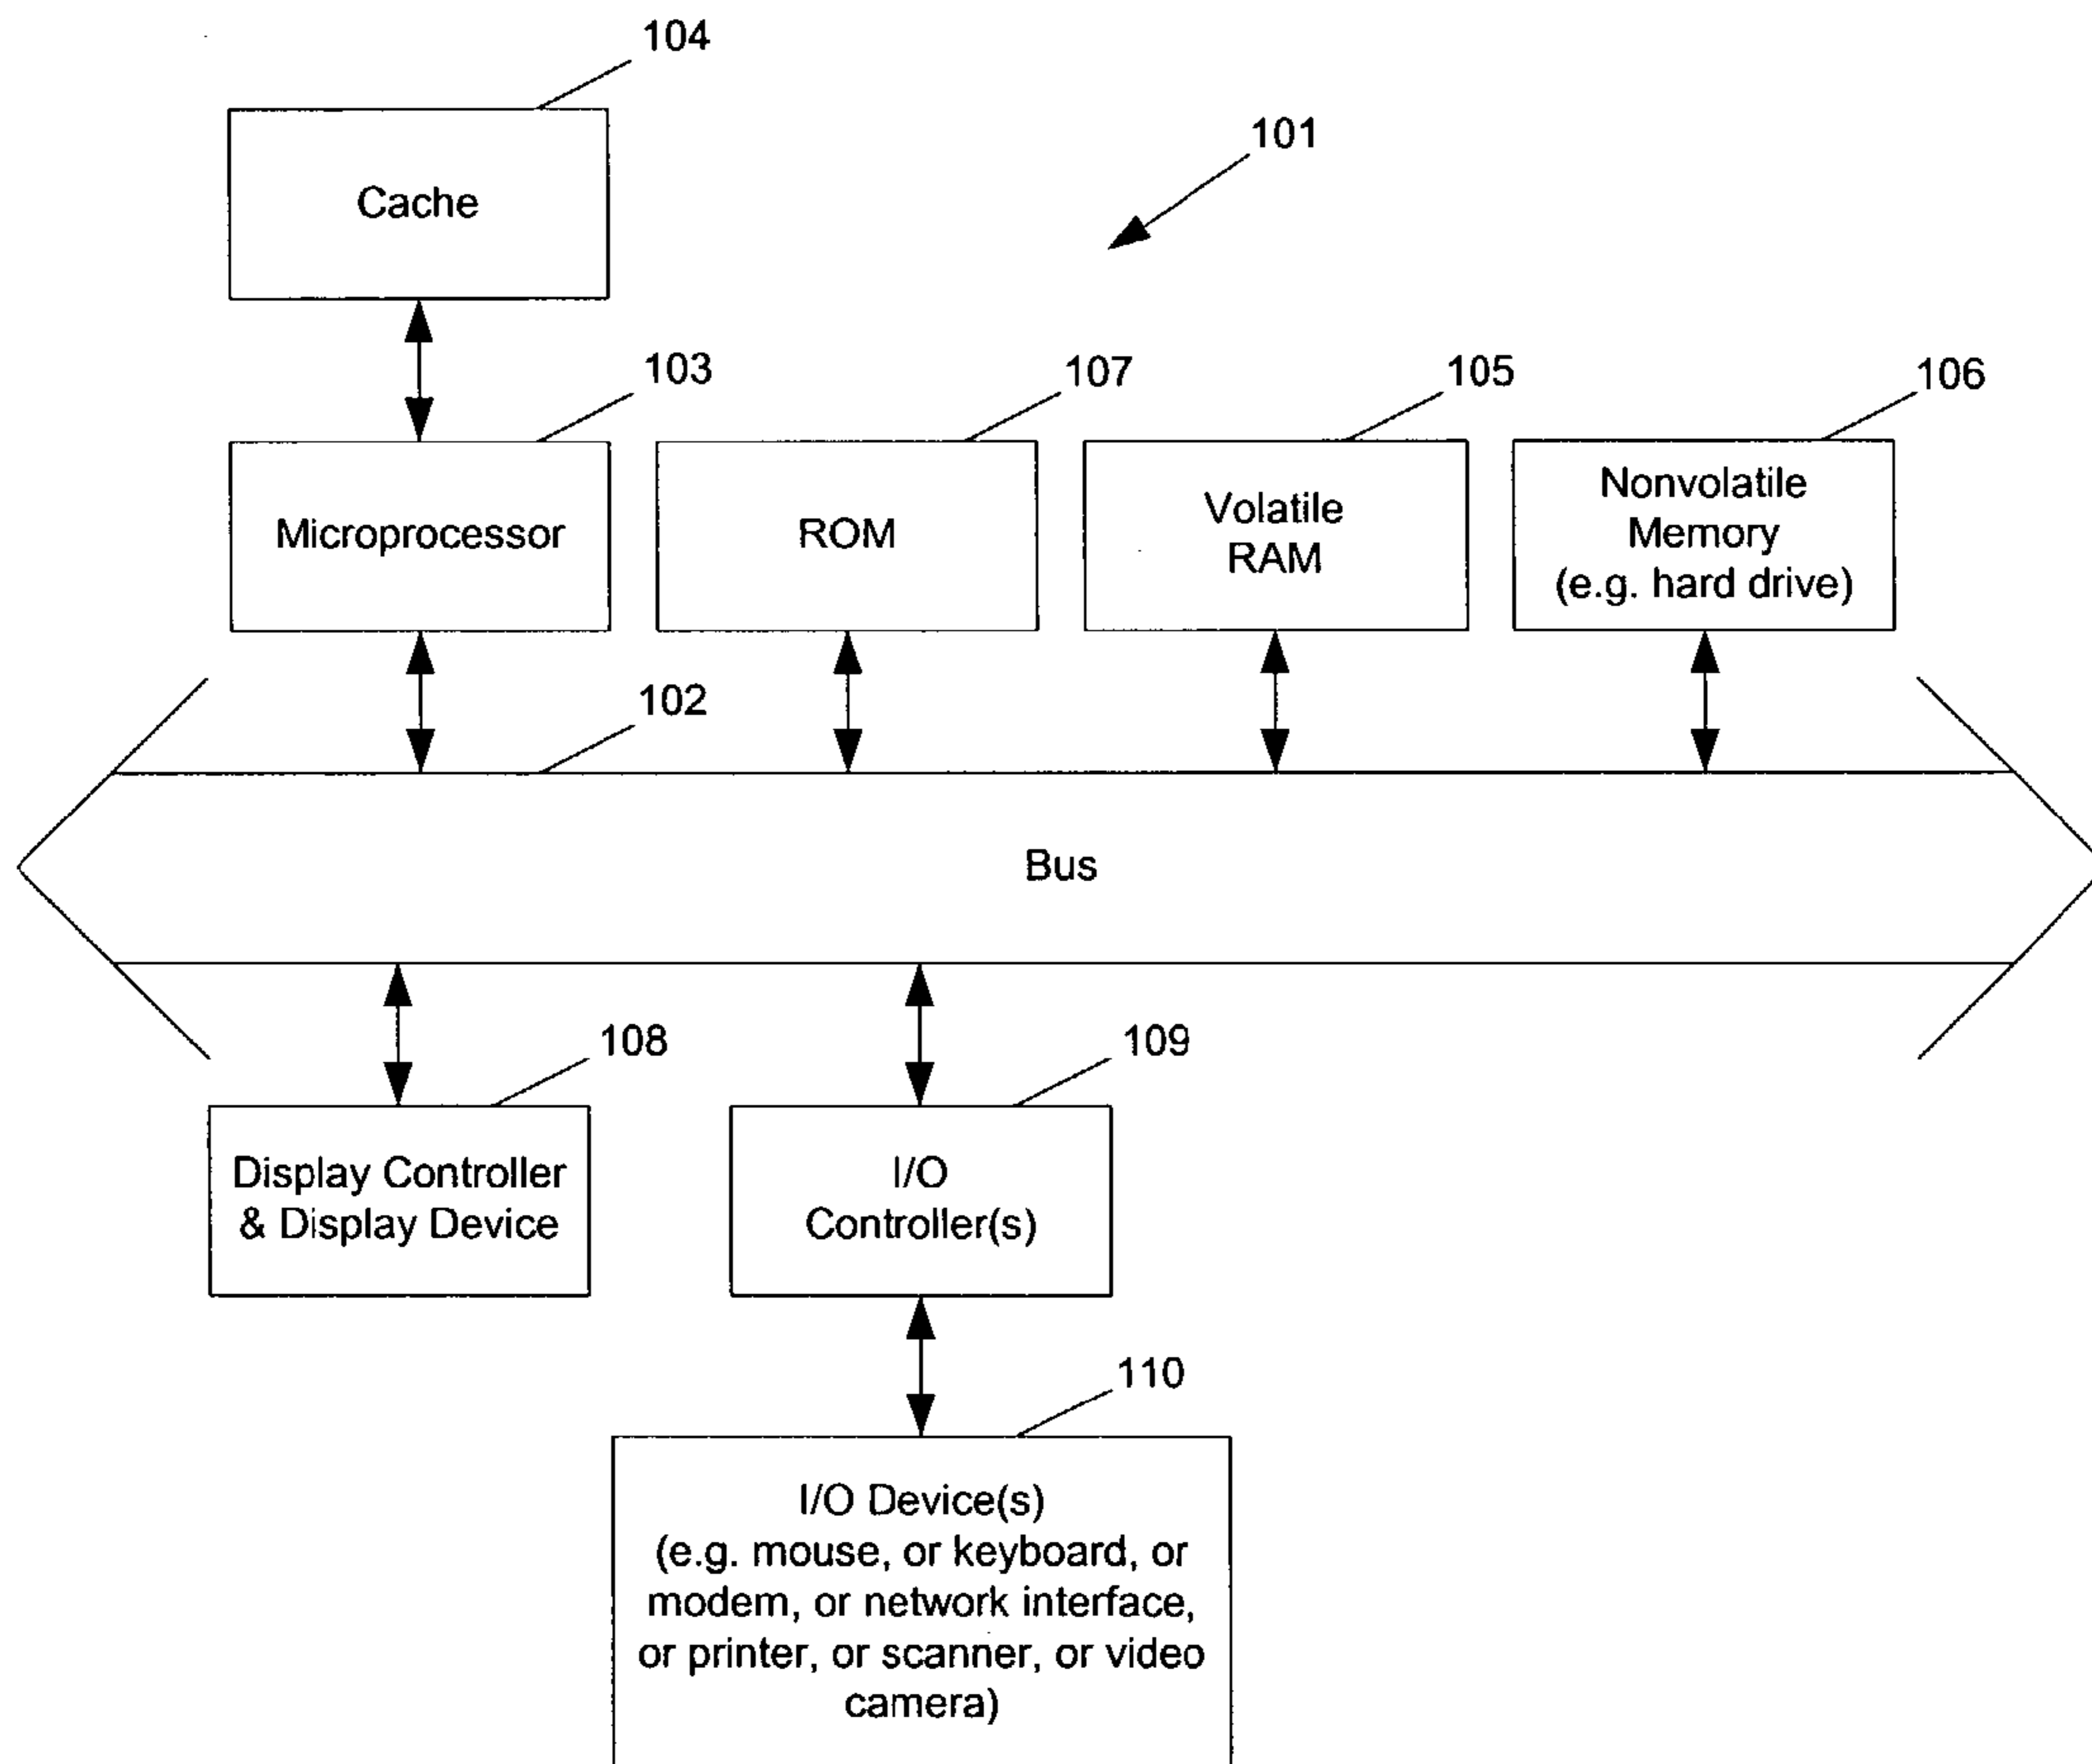 104
Cache
101
103
107
105
106
Microprocessor
ROM
Volatile
RAM
Nonvolatile
Memory
(e.g. hard drive)
102
Bus
108
109
Display Controller
& Display Device
I/O
Controller(s)
110
I/O Device(s)
(e.g. mouse, or keyboard, or
modem, or network interface,
or printer, or scanner, or video
camera)